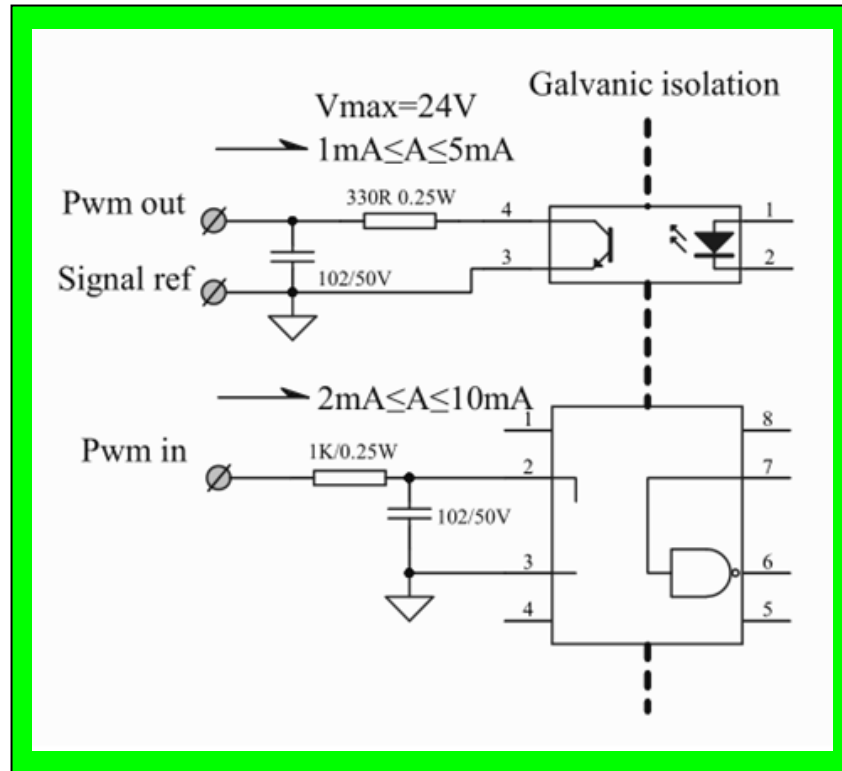 Galvanic isolation
Vmax=24V
1mA≤A≤5mA
Pwm out
330R 0.25W
4
1
3
2
Signal ref
102/50V
2mA≤A≤10mA
1
8
Pwm in
1K/0.25W
2
7
102/50V
3
6
4
5